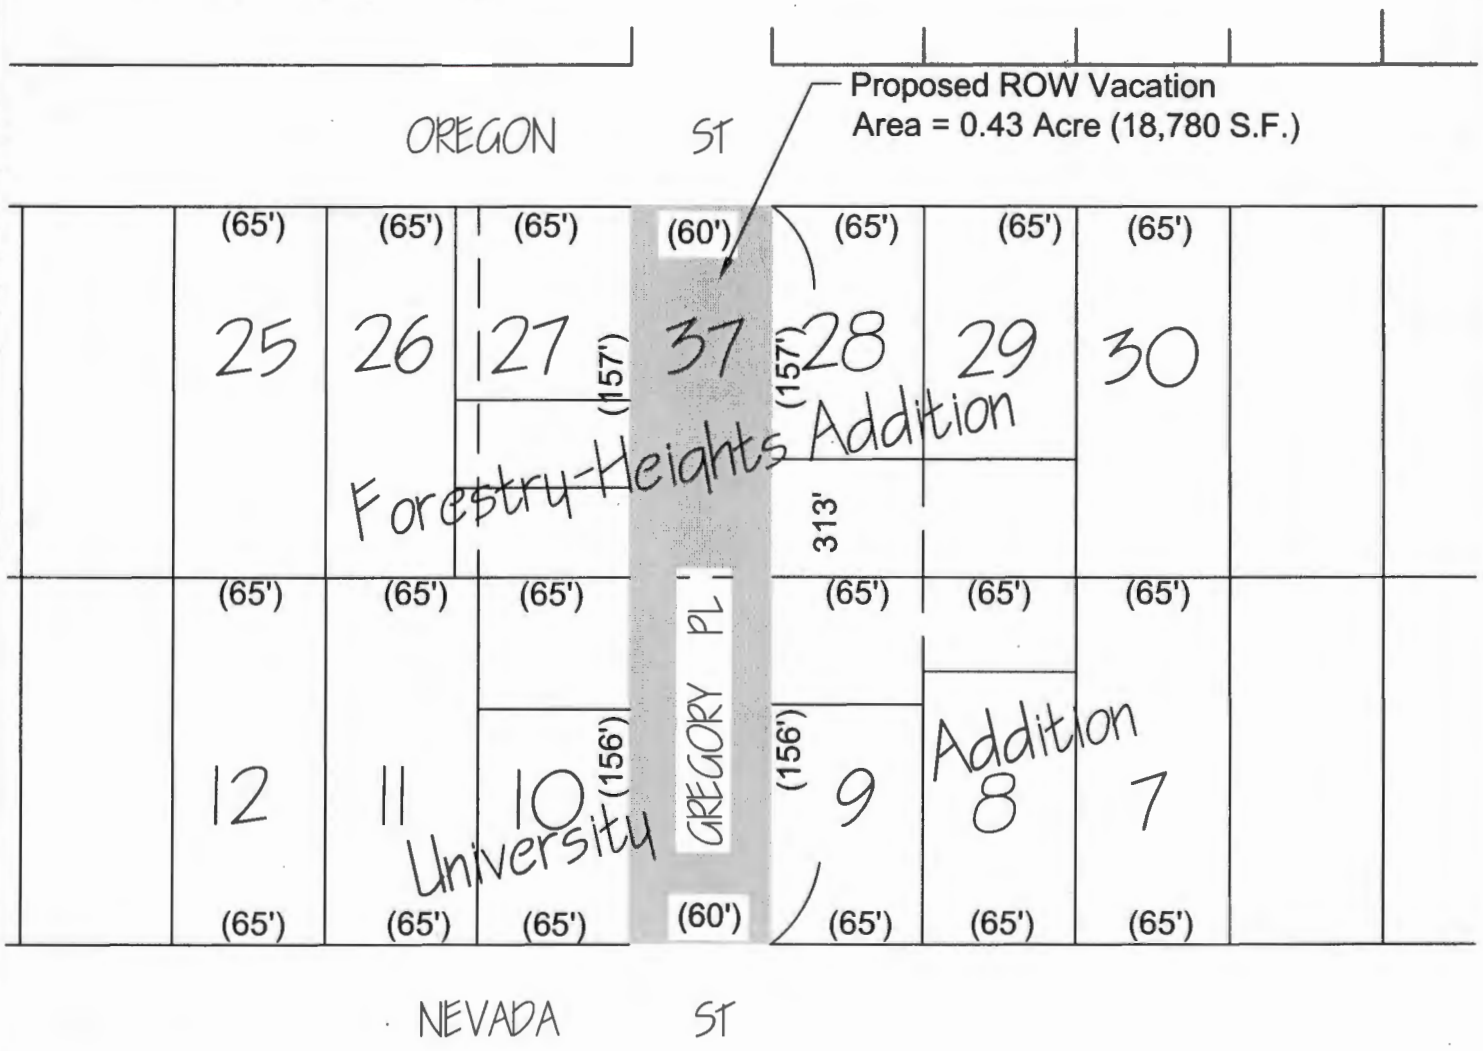 Proposed ROW Vacation
Area = 0.43 Acre (18,780 S.F.)
OREGON ST
(65') (65') (65') (60') (65') (65') (65')
25 26 27 (157') 37 (157') 28 29 30
Forestry-Heights Addition
313'
(65') (65') (65') (65') (65') (65')
GREGORY PL
12 11 10 (156') (156') 9 8 7
University Addition
(65') (65') (65') (60') (65') (65') (65')
NEVADA ST